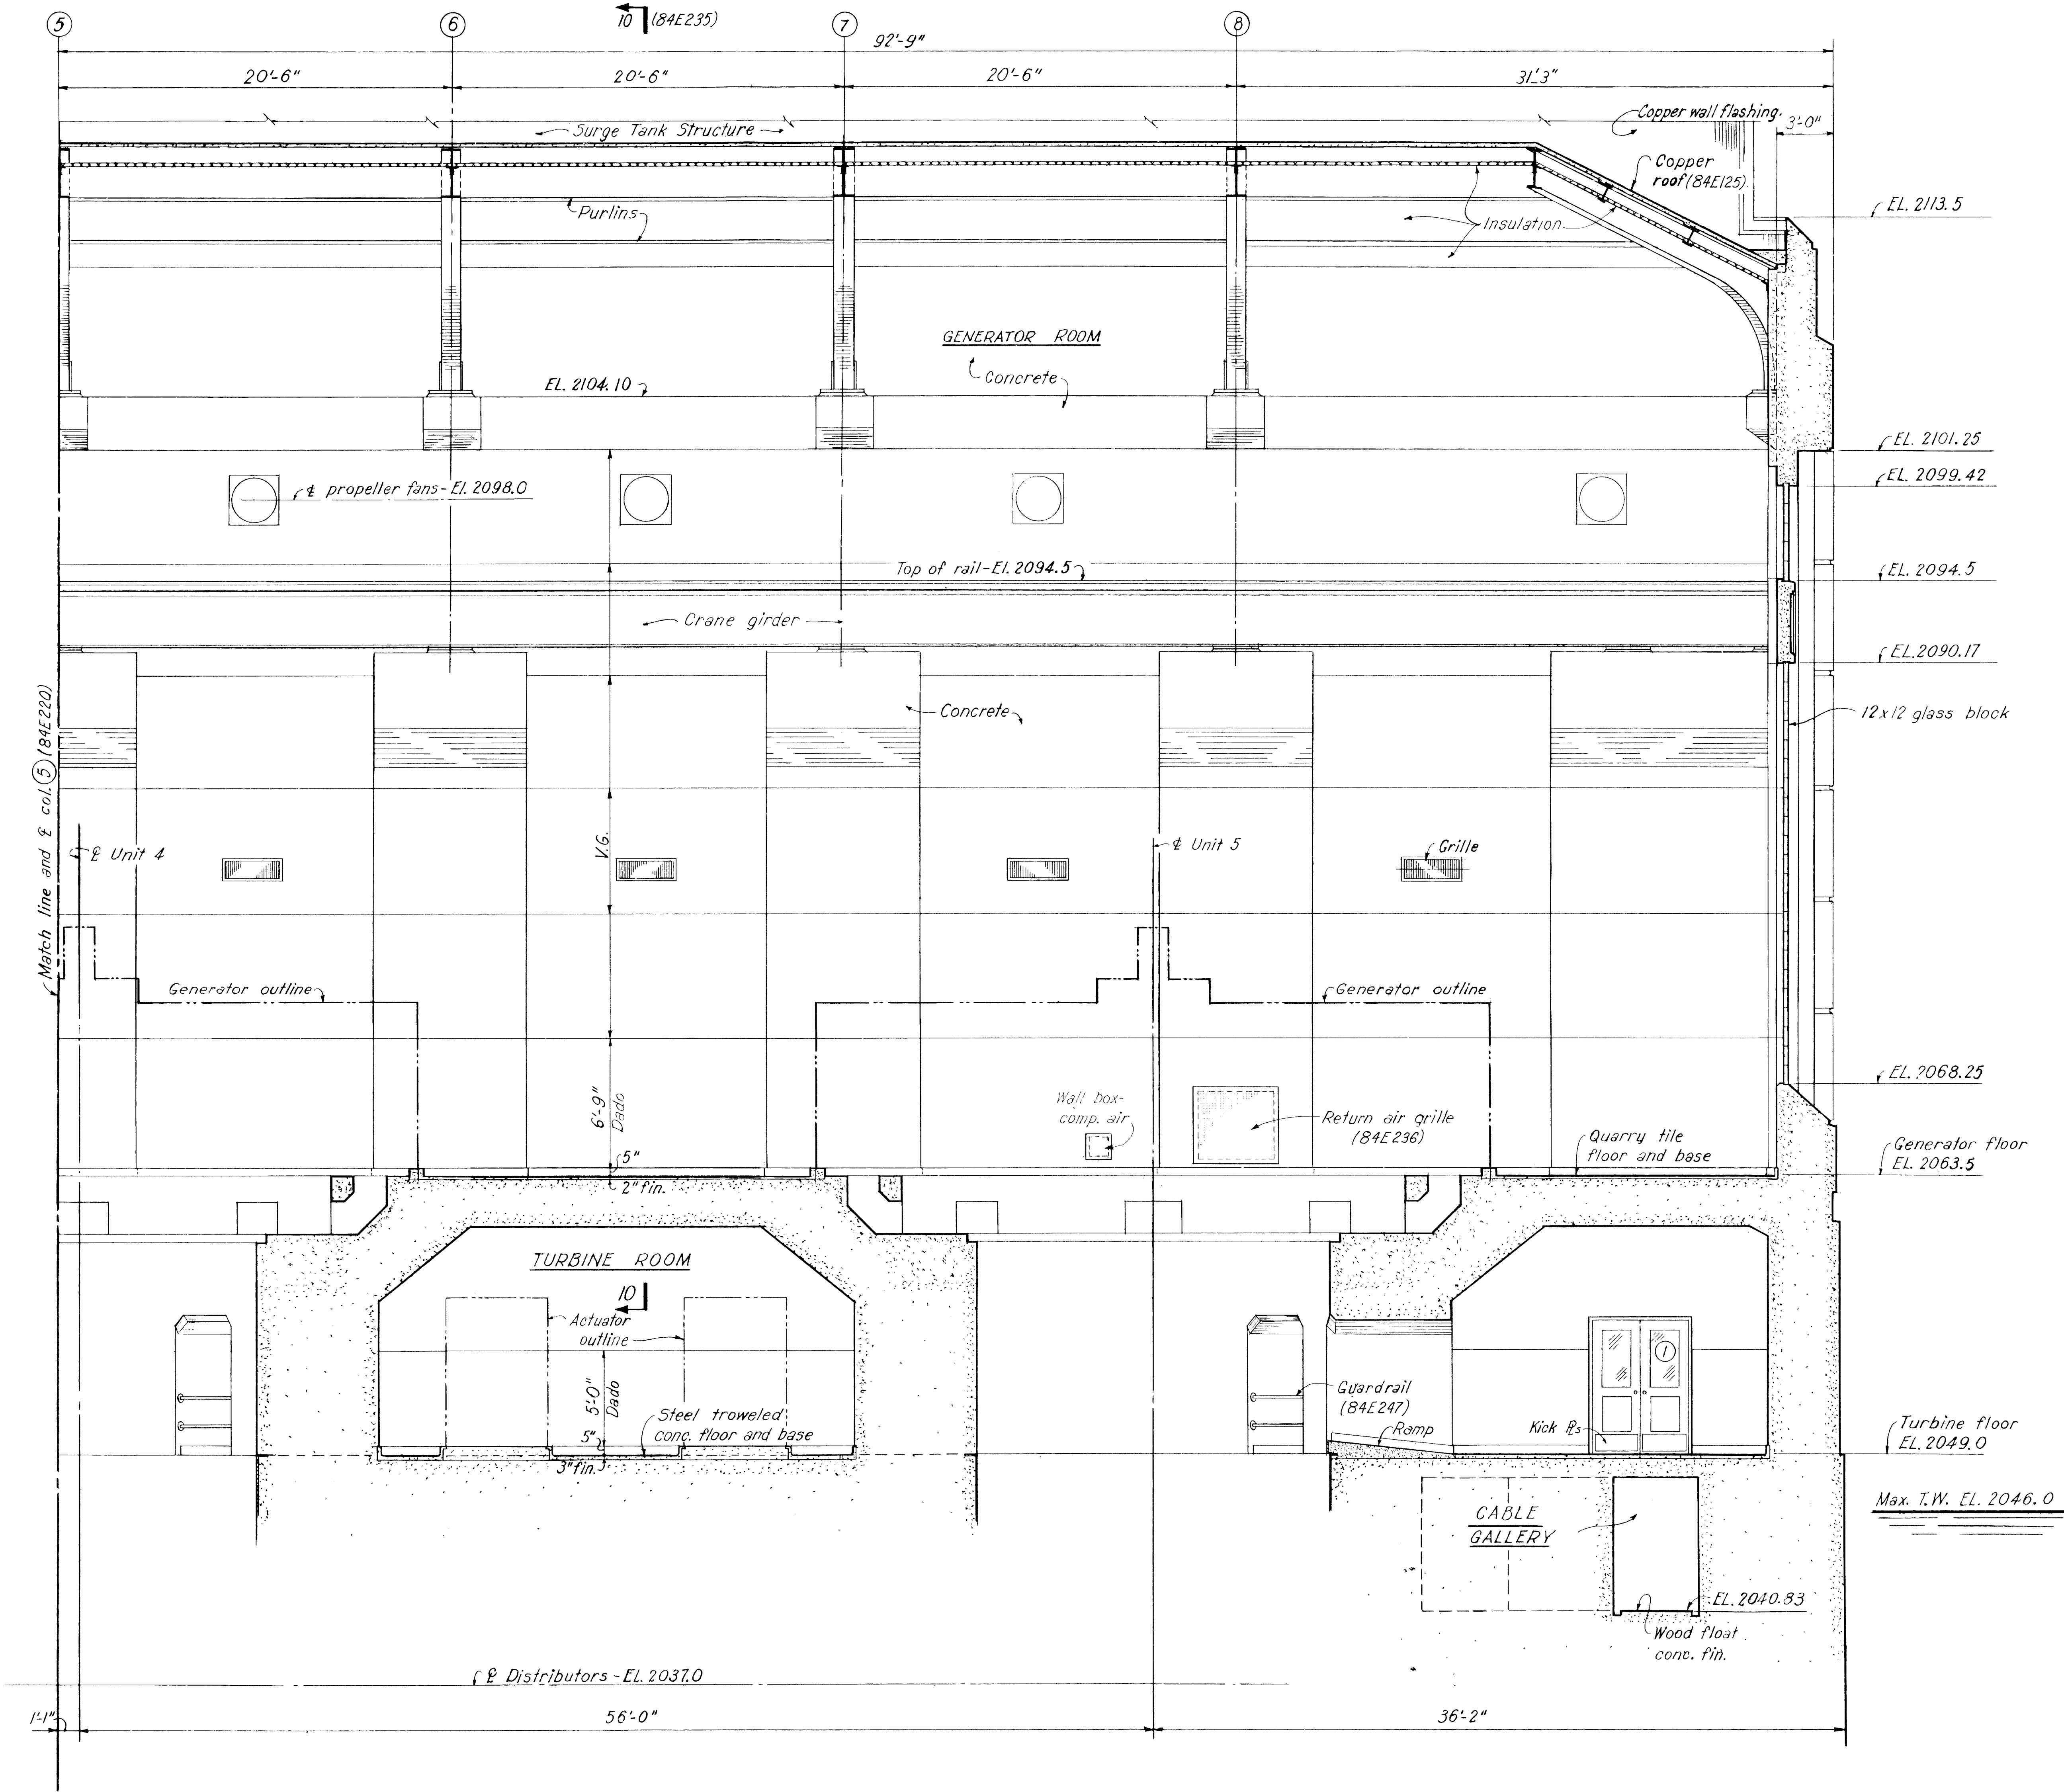 5
6
10 (84E235)
7
8
92'-9"
20'-6"
20'-6"
20'-6"
31'-3"
Surge Tank Structure
Copper wall flashing.
3'-0"
Copper
roof (84E125)
EL. 2113.5
Purlins
Insulation
GENERATOR ROOM
EL. 2104.10
Concrete
EL. 2101.25
EL. 2099.42
℄ propeller fans-El. 2098.0
Top of rail-El. 2094.5
EL. 2094.5
Crane girder
EL. 2090.17
Concrete
12x12 glass block
Match line and ℄ col. 5 (84E220)
V.G.
℄ Unit 4
℄ Unit 5
Grille
Generator outline
Generator outline
EL. 2068.25
6'-9"
Dado
Wall box-
comp. air
Return air grille
(84E236)
Quarry tile
floor and base
Generator floor
EL. 2063.5
5"
2" fin.
TURBINE ROOM
10
Actuator
outline
5'-0"
Dado
Steel troweled
conc. floor and base
5"
3" fin.
Guardrail
(84E247)
Ramp
Kick ℙs
1
Turbine floor
EL. 2049.0
Max. T.W. EL. 2046.0
CABLE
GALLERY
EL. 2040.83
Wood float
conc. fin.
℄ Distributors - EL. 2037.0
1'-1"
56'-0"
36'-2"